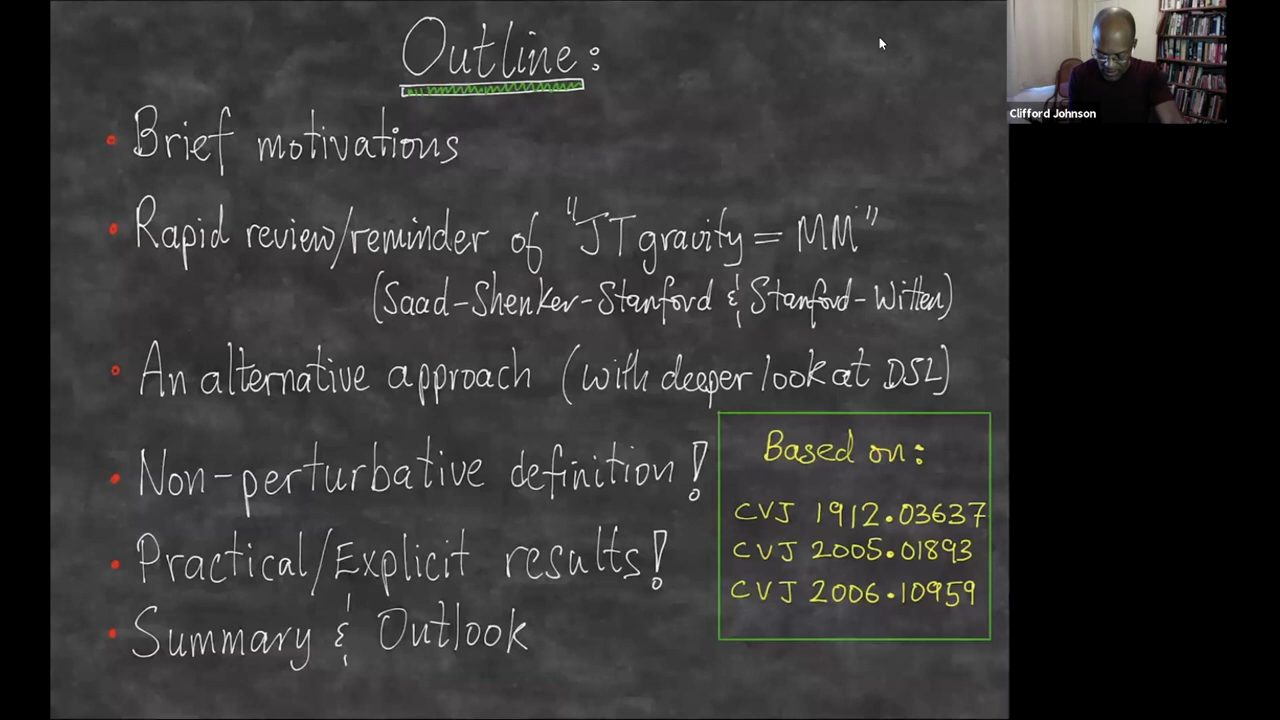 Outline:
• Brief motivations
• Rapid review/reminder of "JT gravity = MM"
(Saad-Shenker-Stanford & Stanford-Witten)
• An alternative approach (with deeper look at DSL)
• Non-perturbative definition!
• Practical/Explicit results!
• Summary & Outlook
Based on:
CVJ 1912.03637
CVJ 2005.01893
CVJ 2006.10959
Clifford Johnson